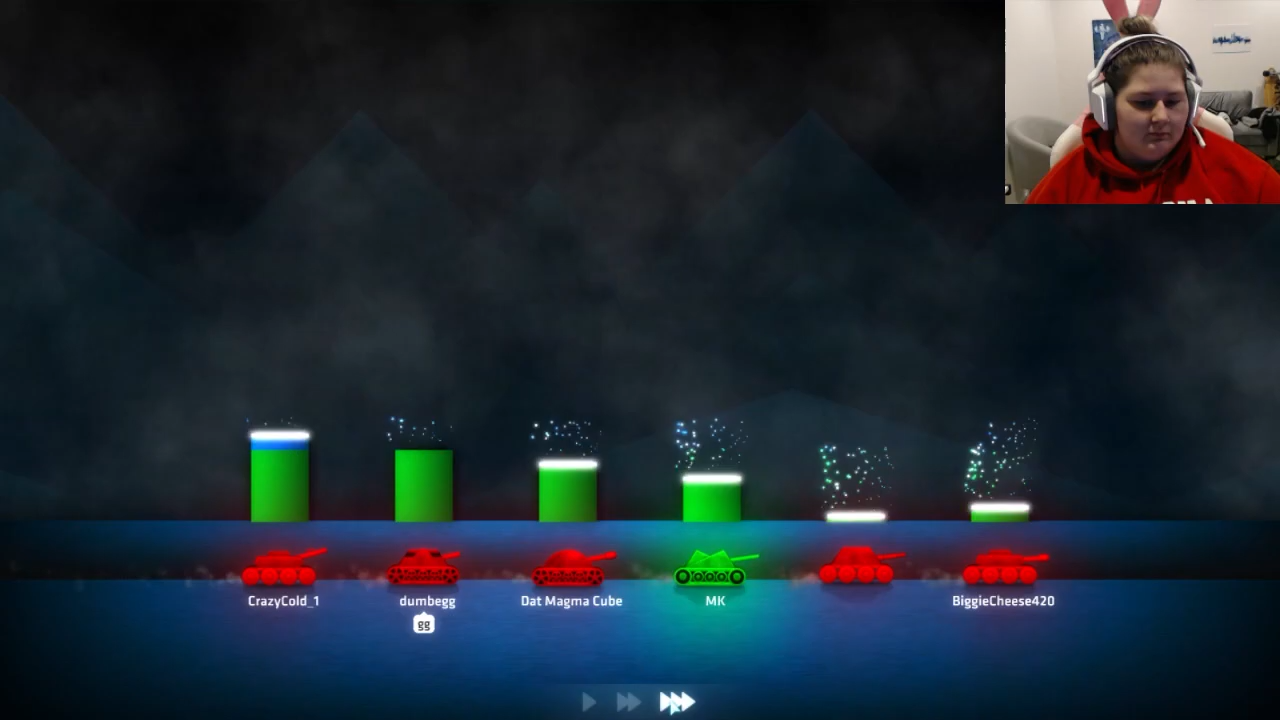 CrazyCold_1
dumbegg
Dat Magma Cube
MK
BiggieCheese420
gg